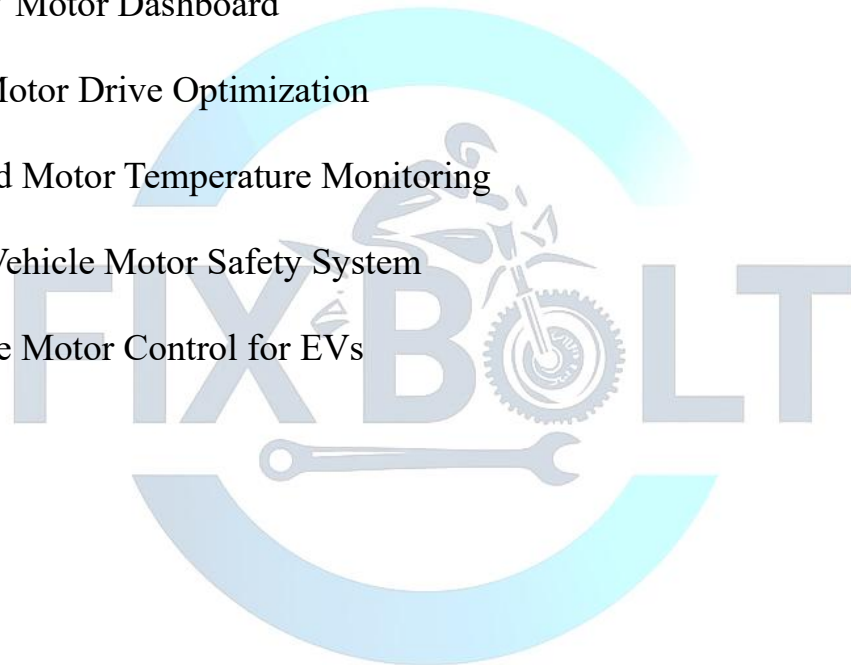 Motor Dashboard
Motor Drive Optimization
d Motor Temperature Monitoring
Vehicle Motor Safety System
e Motor Control for EVs
FIXBOLT